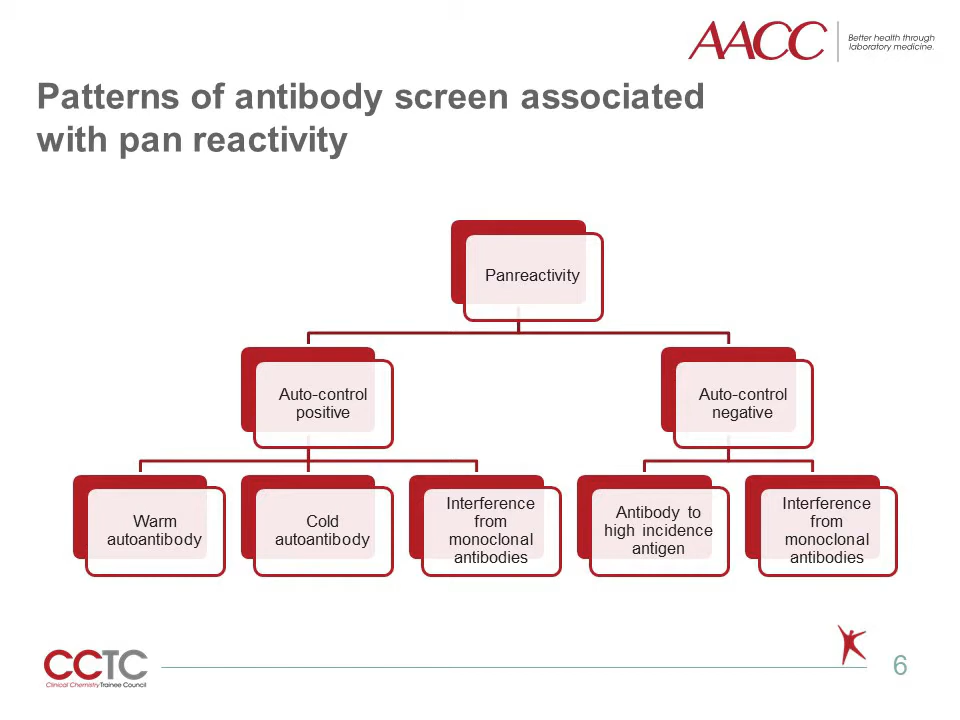 AACC
Better health through
laboratory medicine.
Patterns of antibody screen associated
with pan reactivity
Panreactivity
Auto-control
positive
Auto-control
negative
Warm
autoantibody
Cold
autoantibody
Interference
from
monoclonal
antibodies
Antibody to
high incidence
antigen
Interference
from
monoclonal
antibodies
CCTC
Clinical Chemistry Trainee Council
6